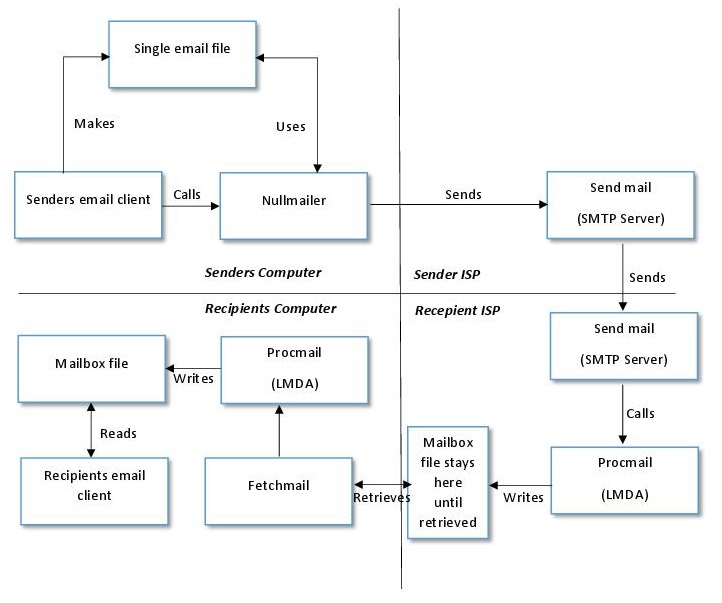 Single email file
Makes
Uses
Senders email client
Calls
Nullmailer
Sends
Send mail
(SMTP Server)
Senders Computer
Sender ISP
Sends
Recipients Computer
Recepient ISP
Send mail
(SMTP Server)
Mailbox file
Writes
Procmail
(LMDA)
Calls
Reads
Recipients email
client
Fetchmail
Retrieves
Mailbox
file stays
here
until
retrieved
Writes
Procmail
(LMDA)